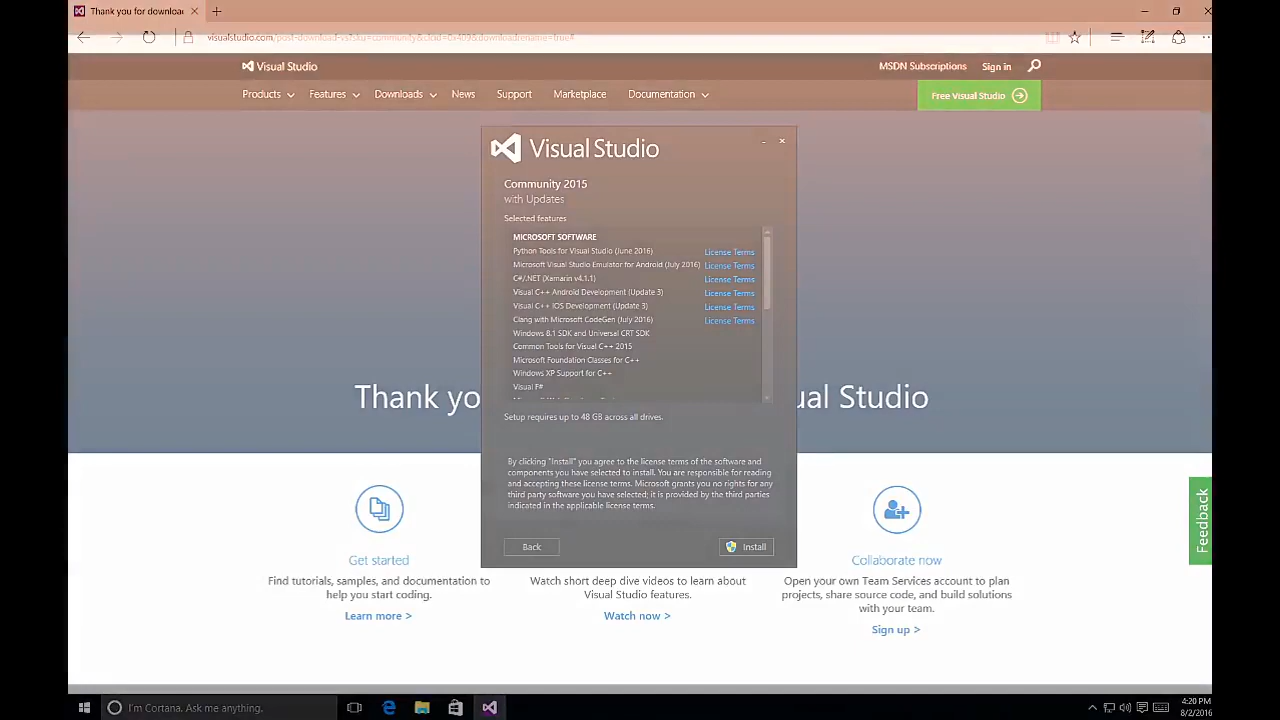 Thank you for downloa
visualstudio.com/post-download-vs?sku=community&clcid=0x409&downloadrename=true#
Visual Studio
MSDN Subscriptions
Sign in
Products
Features
Downloads
News
Support
Marketplace
Documentation
Free Visual Studio
Visual Studio
Community 2015
with Updates
Selected features
MICROSOFT SOFTWARE
Python Tools for Visual Studio (June 2016) License Terms
Microsoft Visual Studio Emulator for Android (July 2016) License Terms
C#/.NET (Xamarin v4.1.1) License Terms
Visual C++ Android Development (Update 3) License Terms
Visual C++ iOS Development (Update 3) License Terms
Clang with Microsoft CodeGen (July 2016) License Terms
Windows 8.1 SDK and Universal CRT SDK
Common Tools for Visual C++ 2015
Microsoft Foundation Classes for C++
Windows XP Support for C++
Visual F#
Setup requires up to 48 GB across all drives.
By clicking "Install" you agree to the license terms of the software and
components you have selected to install. You are responsible for reading
and accepting these license terms. Microsoft grants you no rights for any
third party software you have selected; it is provided by the third parties
indicated in the applicable license terms.
Back
Install
Thank yo
ual Studio
Get started
Find tutorials, samples, and documentation to
help you start coding.
Learn more >
Watch short deep dive videos to learn about
Visual Studio features.
Watch now >
Collaborate now
Open your own Team Services account to plan
projects, share source code, and build solutions
with your team.
Sign up >
Feedback
I'm Cortana. Ask me anything.
4:20 PM
8/2/2016